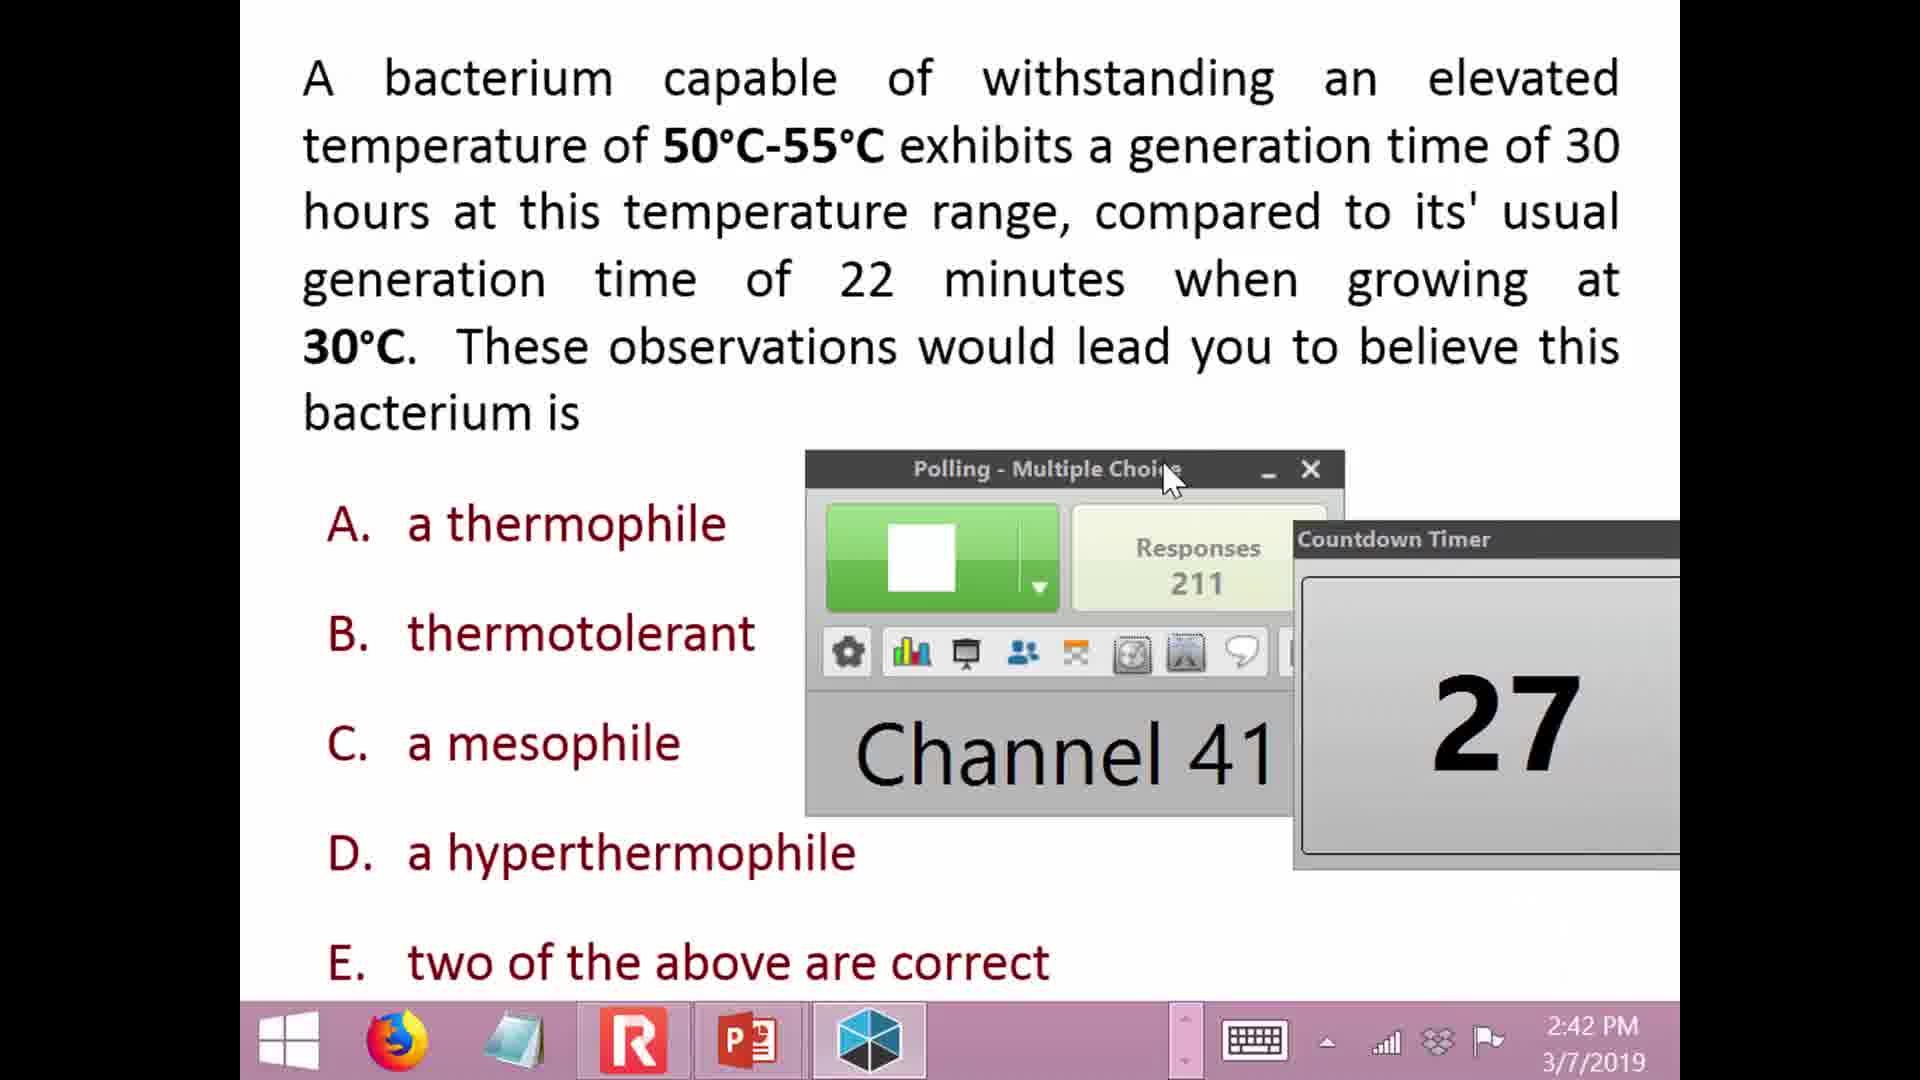 A bacterium capable of withstanding an elevated
temperature of 50°C-55°C exhibits a generation time of 30
hours at this temperature range, compared to its' usual
generation time of 22 minutes when growing at
30°C. These observations would lead you to believe this
bacterium is
A. a thermophile
B. thermotolerant
C. a mesophile
D. a hyperthermophile
E. two of the above are correct
Polling - Multiple Choice
Responses
211
Channel 41
Countdown Timer
27
2:42 PM
3/7/2019